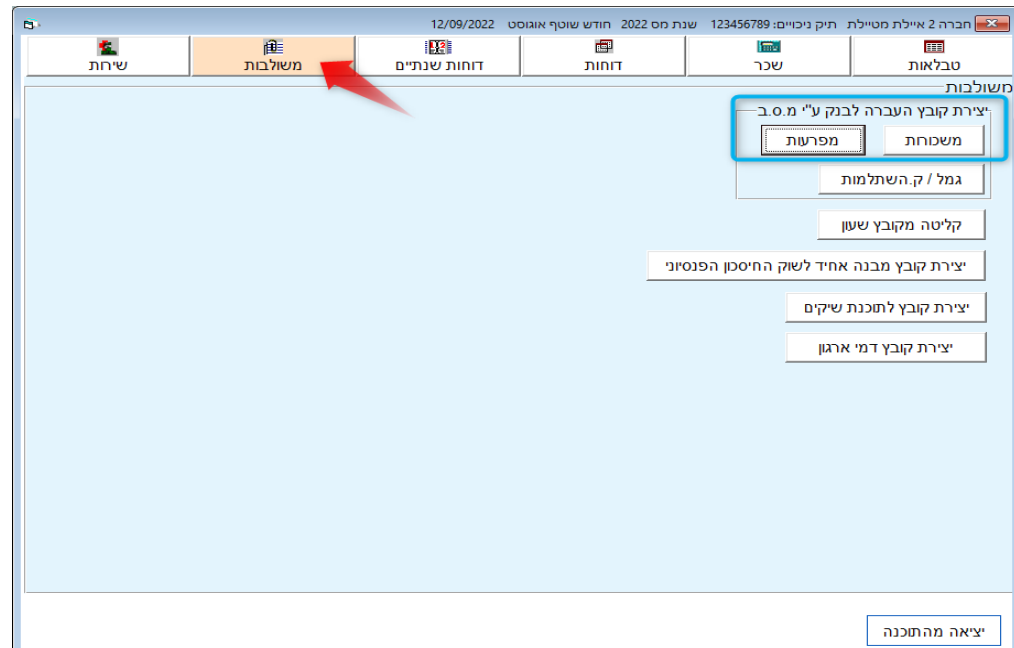 חברה 2 איילת מטיילת תיק ניכויים: 123456789 שנת מס 2022 חודש שוטף אוגוסט 12/09/2022
טבלאות שכר דוחות דוחות שנתיים משולבות שירות
משולבות
יצירת קובץ העברה לבנק ע"י מ.ס.ב
משכורות מפרעות
גמל / ק.השתלמות
קליטה מקובץ שעון
יצירת קובץ מבנה אחיד לשוק החיסכון הפנסיוני
יצירת קובץ לתוכנת שיקים
יצירת קובץ דמי ארגון
יציאה מהתוכנה